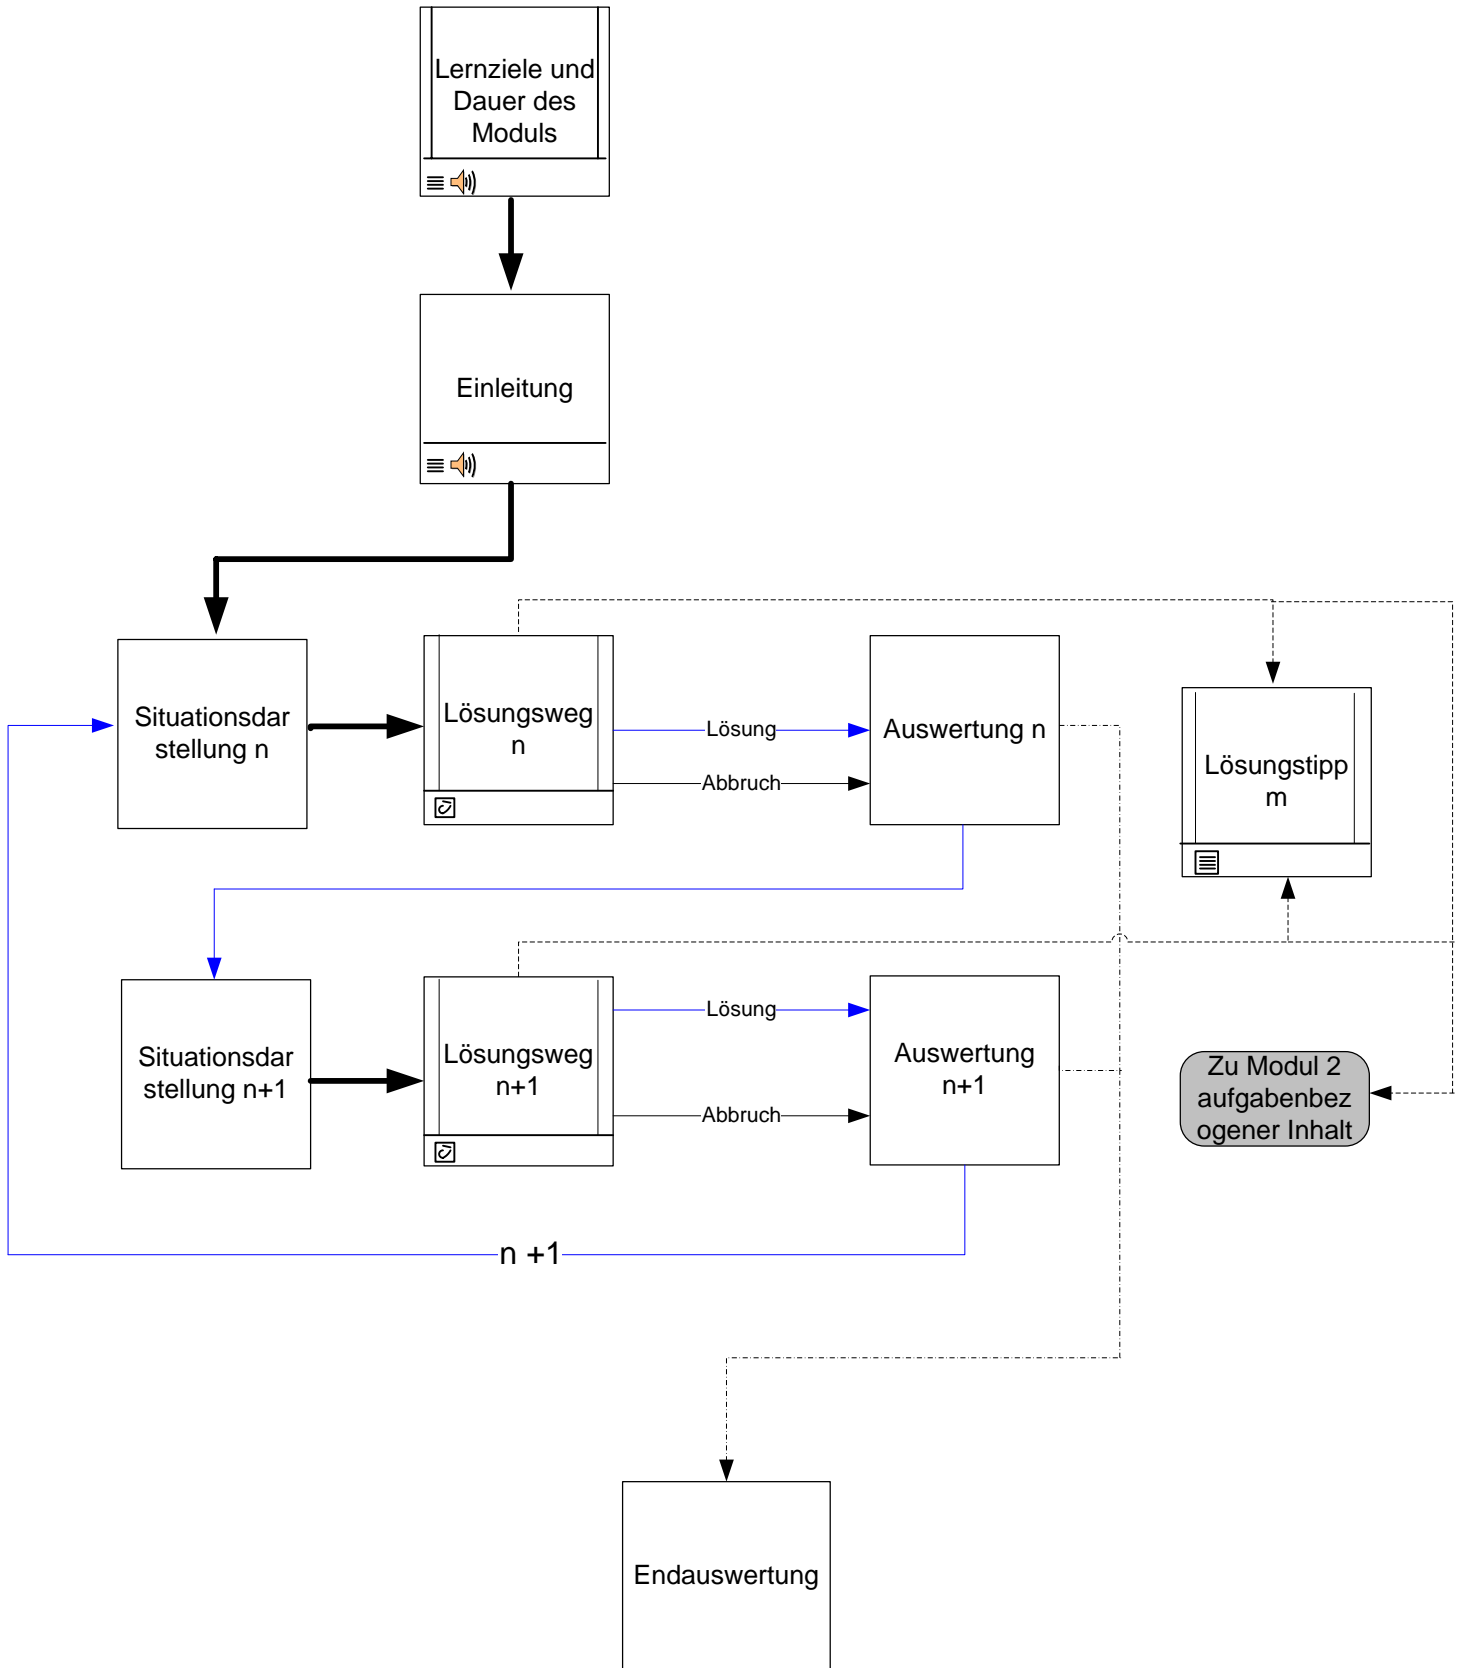 Lernziele und
Dauer des
Moduls
Einleitung
Situationsdar
stellung n
Lösungsweg
n
Lösung
Abbruch
Auswertung n
Lösungstipp
m
Situationsdar
stellung n+1
Lösungsweg
n+1
Lösung
Abbruch
Auswertung
n+1
Zu Modul 2
aufgabenbez
ogener Inhalt
n +1
Endauswertung